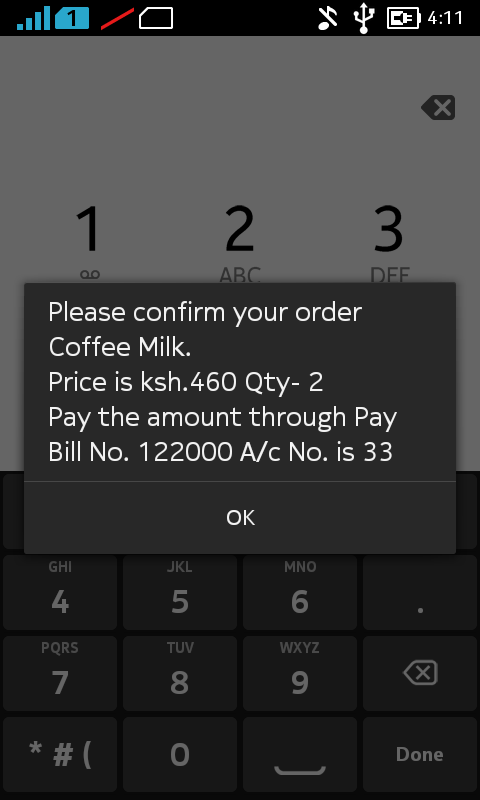 1
4:11
1 2 3
ABC DEF
Please confirm your order
Coffee Milk.
Price is ksh.460 Qty- 2
Pay the amount through Pay
Bill No. 122000 A/c No. is 33
OK
GHI JKL MNO
4 5 6 .
PQRS TUV WXYZ
7 8 9
* # ( 0 Done